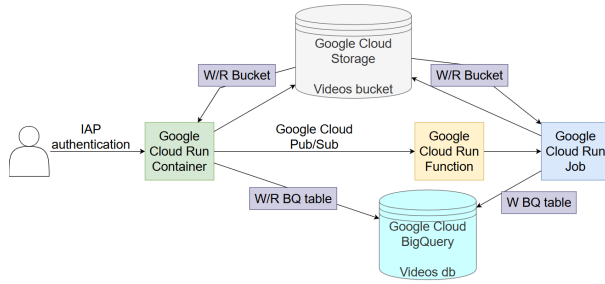 Google Cloud
Storage
Videos bucket
W/R Bucket
W/R Bucket
IAP
authentication
Google
Cloud Run
Container
Google Cloud
Pub/Sub
Google
Cloud Run
Function
Google
Cloud Run
Job
W/R BQ table
W BQ table
Google Cloud
BigQuery
Videos db